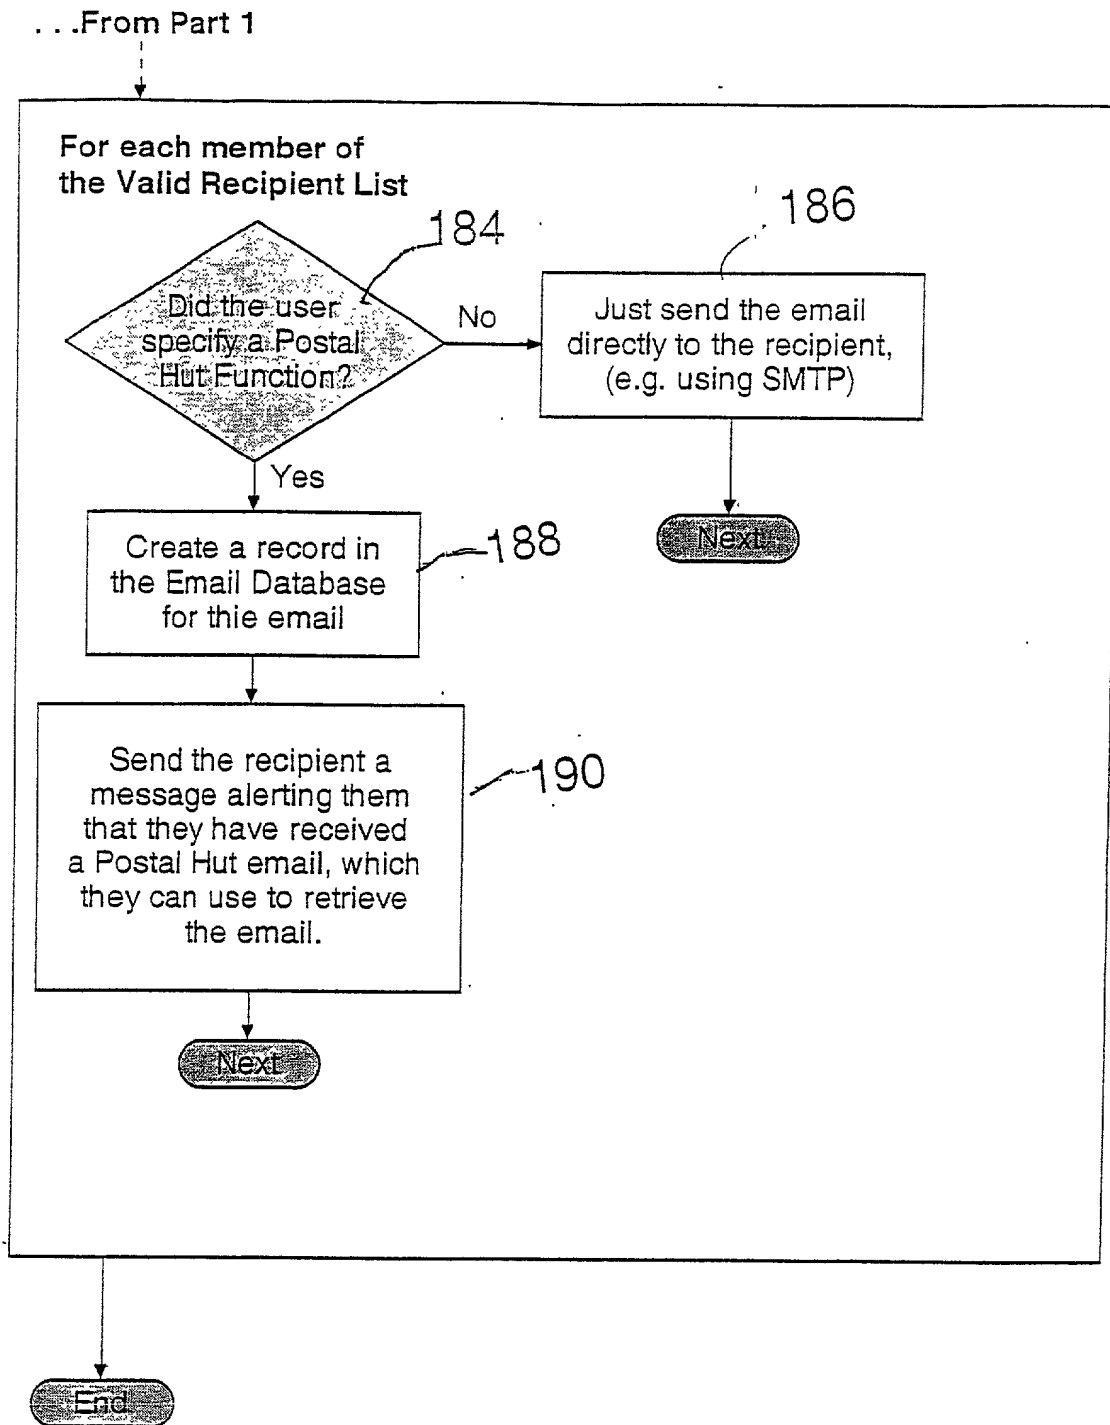 . . .From Part 1
For each member of
the Valid Recipient List
184
186
Did the user
specify a Postal
Hut Function?
No
Just send the email
directly to the recipient,
(e.g. using SMTP)
Yes
Next
Create a record in
the Email Database
for thie email
188
Send the recipient a
message alerting them
that they have received
a Postal Hut email, which
they can use to retrieve
the email.
190
Next
End